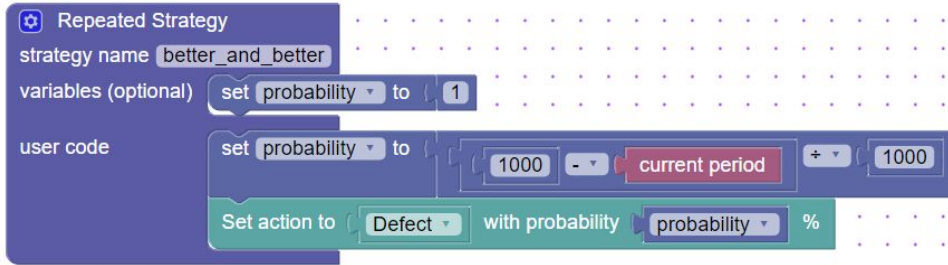 Repeated Strategy
strategy name better_and_better
variables (optional) set probability to 1
user code set probability to 1000 - current period ÷ 1000
Set action to Defect with probability probability %